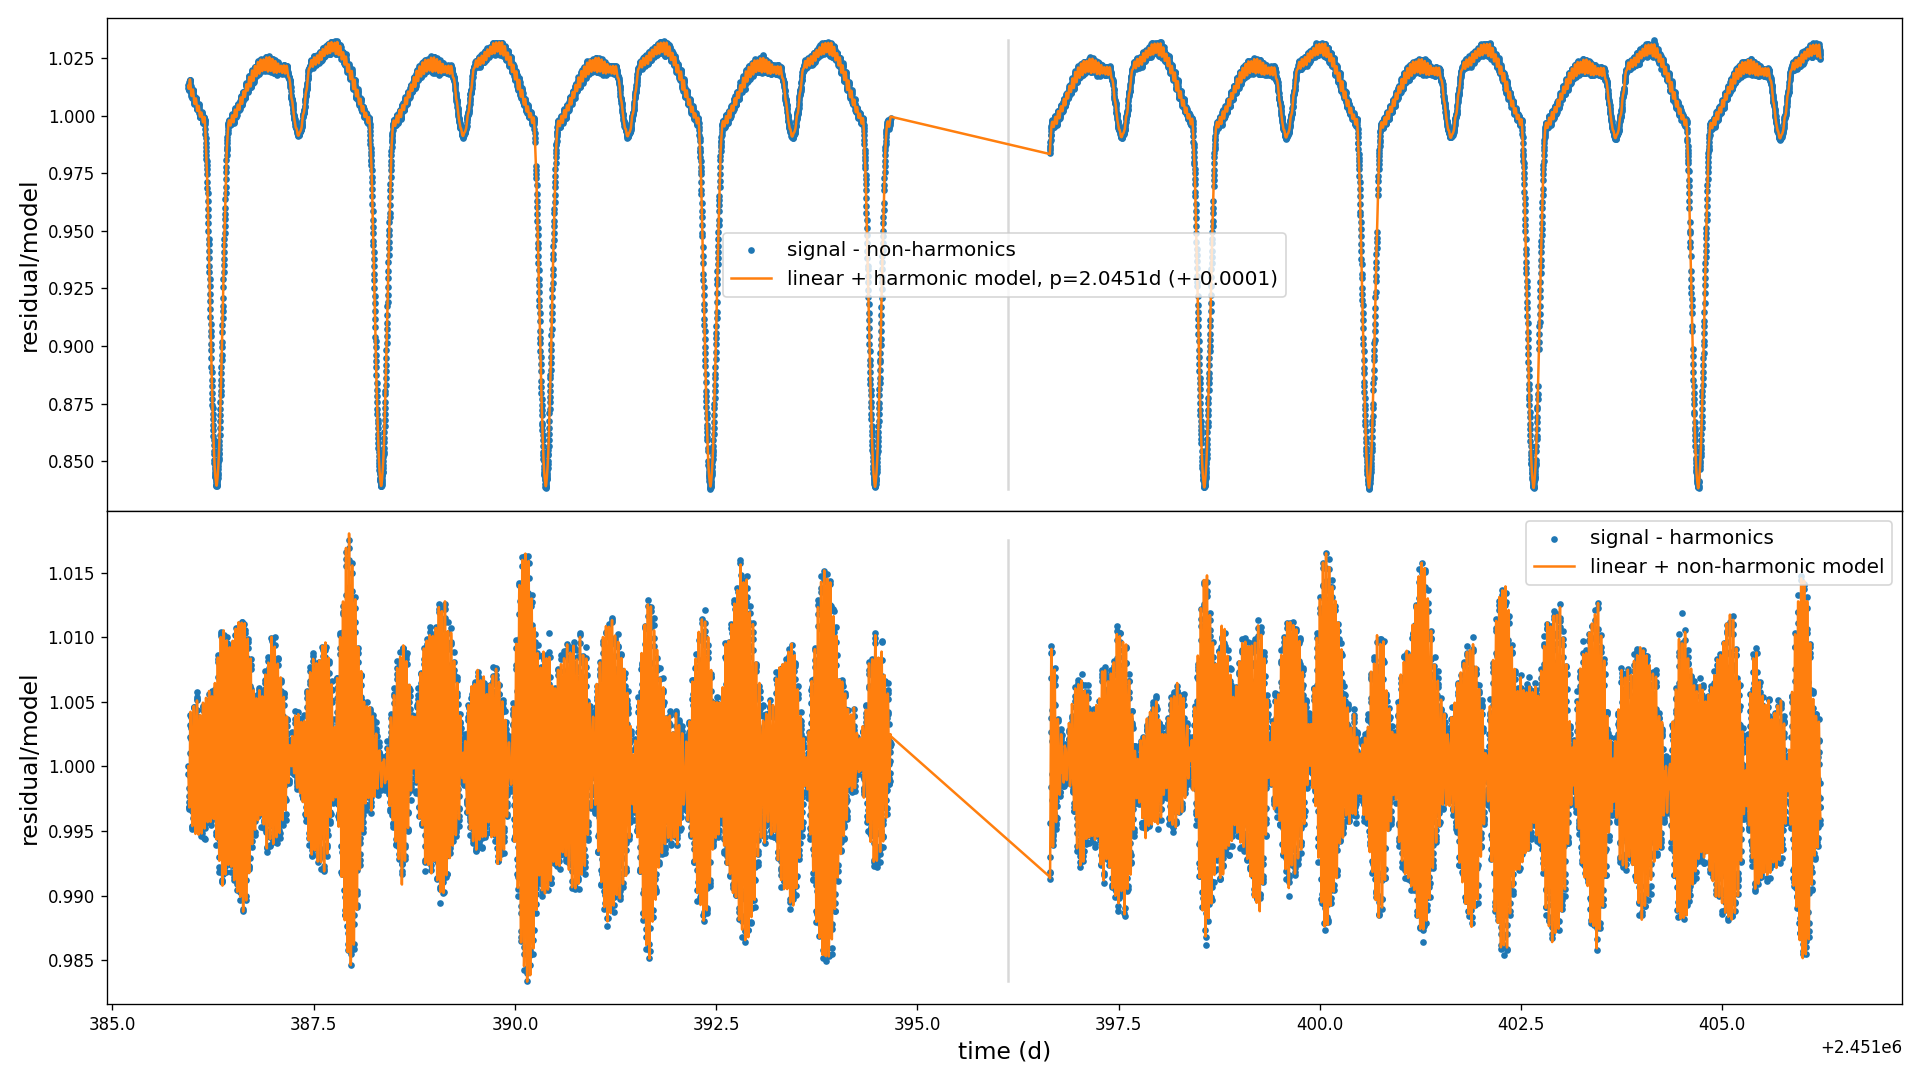 1.025
1.000
0.975
0.950
0.925
0.900
0.875
0.850
residual/model
signal - non-harmonics
linear + harmonic model, p=2.0451d (+-0.0001)
1.015
1.010
1.005
1.000
0.995
0.990
0.985
residual/model
signal - harmonics
linear + non-harmonic model
385.0 387.5 390.0 392.5 395.0 397.5 400.0 402.5 405.0
time (d)
+2.451e6